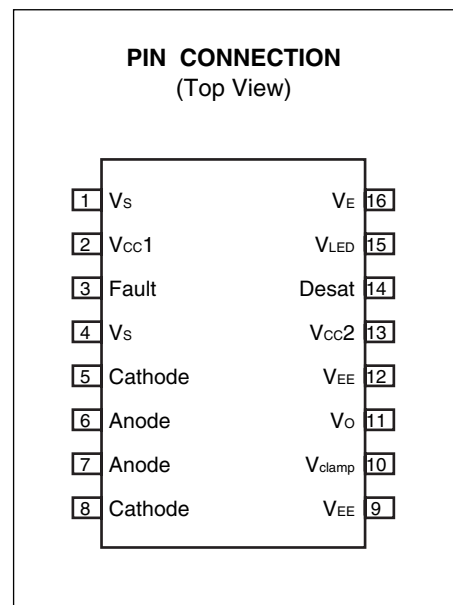 PIN CONNECTION
(Top View)
1 VS VE 16
2 VCC1 VLED 15
3 Fault Desat 14
4 VS VCC2 13
5 Cathode VEE 12
6 Anode VO 11
7 Anode Vclamp 10
8 Cathode VEE 9